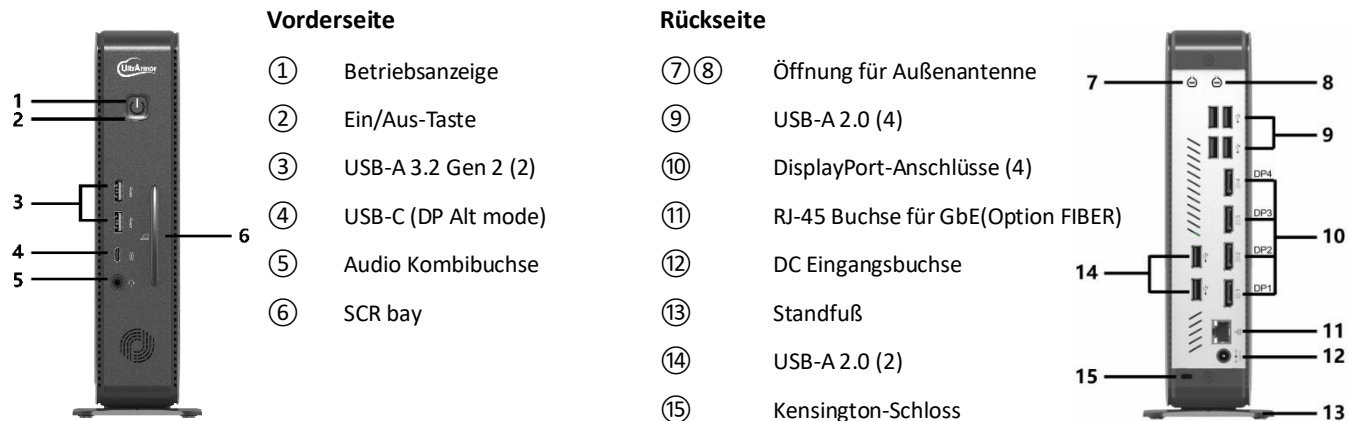 Vorderseite
① Betriebsanzeige
② Ein/Aus-Taste
③ USB-A 3.2 Gen 2 (2)
④ USB-C (DP Alt mode)
⑤ Audio Kombibuchse
⑥ SCR bay
Rückseite
⑦⑧ Öffnung für Außenantenne
⑨ USB-A 2.0 (4)
⑩ DisplayPort-Anschlüsse (4)
⑪ RJ-45 Buchse für GbE(Option FIBER)
⑫ DC Eingangsbuchse
⑬ Standfuß
⑭ USB-A 2.0 (2)
⑮ Kensington-Schloss
UltrArmor
1
2
3
4
5
6
7
8
9
DP4
DP3
10
DP2
14
DP1
11
12
15
13